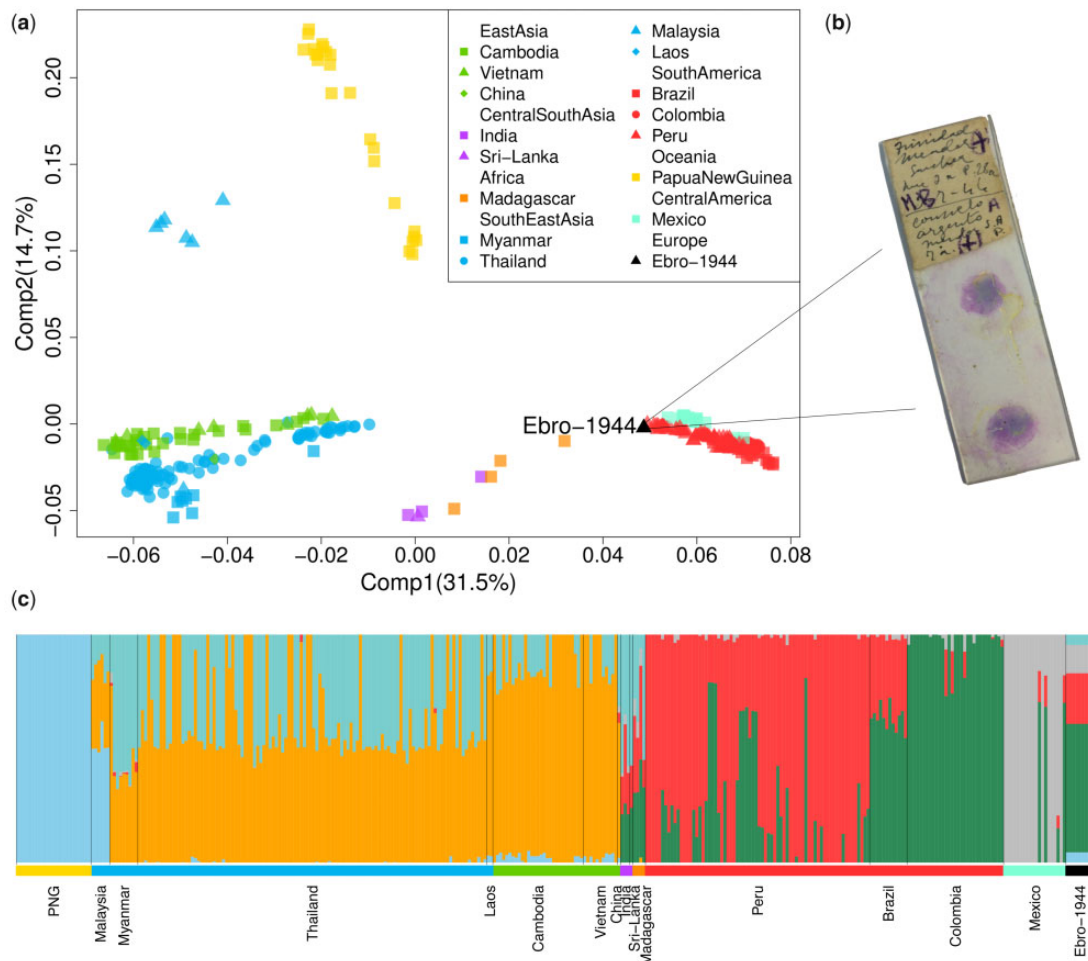 (a)
EastAsia
Cambodia
Vietnam
China
CentralSouthAsia
India
Sri-Lanka
Africa
Madagascar
SouthEastAsia
Myanmar
Thailand
Malaysia
Laos
SouthAmerica
Brazil
Colombia
Peru
Oceania
PapuaNewGuinea
CentralAmerica
Mexico
Europe
Ebro-1944
Comp2(14.7%)
0.20
0.15
0.10
0.05
0.00
-0.05
Ebro-1944
-0.06 -0.04 -0.02 0.00 0.02 0.04 0.06 0.08
Comp1(31.5%)
(b)
Trinidad
(+)
M.B
argento
(+)
(c)
PNG
Malaysia
Myanmar
Thailand
Laos
Cambodia
Vietnam
China
India
Sri-Lanka
Madagascar
Peru
Brazil
Colombia
Mexico
Ebro-1944